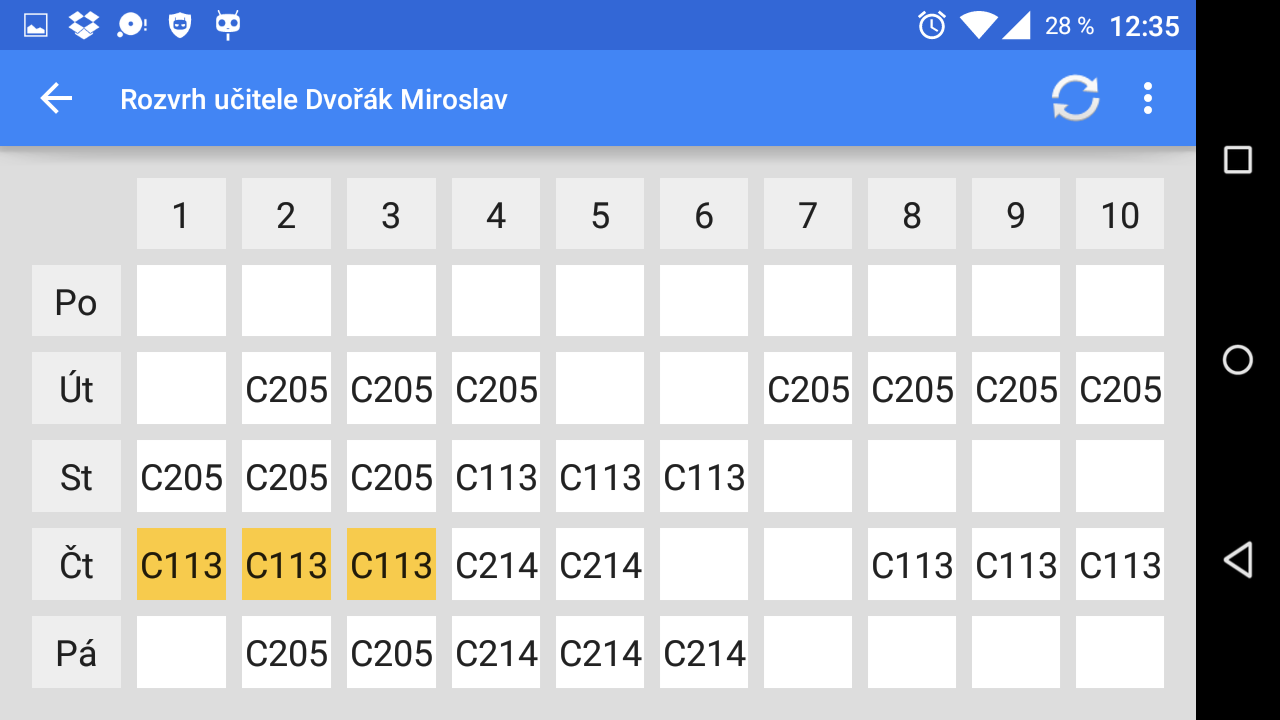 28 % 12:35
Rozvrh učitele Dvořák Miroslav
1 2 3 4 5 6 7 8 9 10
Po
Út C205 C205 C205 C205 C205 C205 C205
St C205 C205 C205 C113 C113 C113
Čt C113 C113 C113 C214 C214 C113 C113 C113
Pá C205 C205 C214 C214 C214